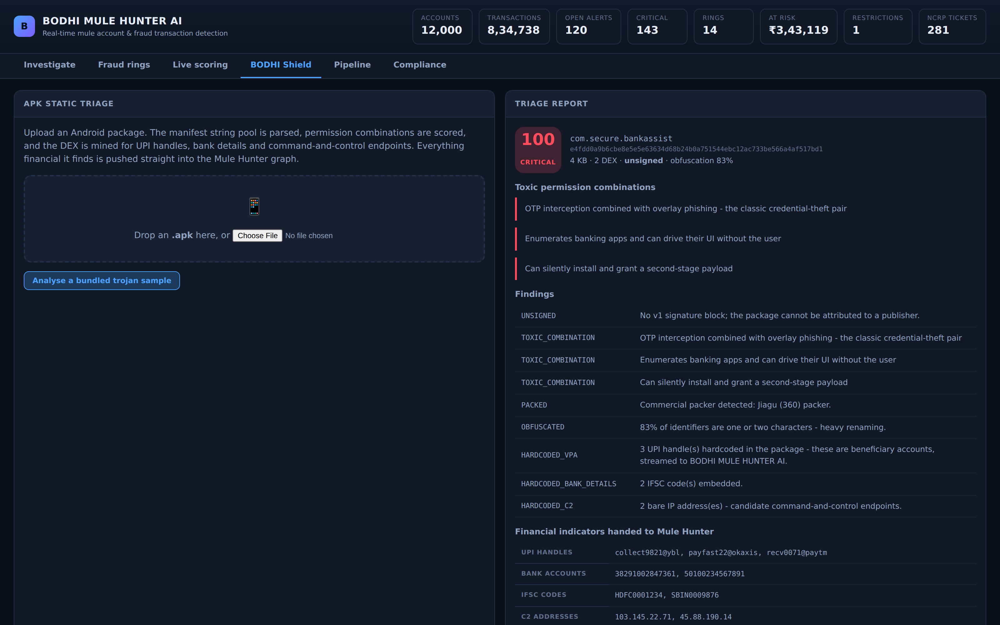 B
BODHI MULE HUNTER AI
Real-time mule account & fraud transaction detection
ACCOUNTS
12,000
TRANSACTIONS
8,34,738
OPEN ALERTS
120
CRITICAL
143
RINGS
14
AT RISK
₹3,43,119
RESTRICTIONS
1
NCRP TICKETS
281
Investigate
Fraud rings
Live scoring
BODHI Shield
Pipeline
Compliance
APK STATIC TRIAGE
Upload an Android package. The manifest string pool is parsed, permission combinations are scored,
and the DEX is mined for UPI handles, bank details and command-and-control endpoints. Everything
financial it finds is pushed straight into the Mule Hunter graph.
Drop an .apk here, or Choose File No file chosen
Analyse a bundled trojan sample
TRIAGE REPORT
100
CRITICAL
com.secure.bankassist
e4fdd0a9b6cbe8e5e5e63634d68b24b0a751544ebc12ac733be566a4af517bd1
4 KB · 2 DEX · unsigned · obfuscation 83%
Toxic permission combinations
OTP interception combined with overlay phishing - the classic credential-theft pair
Enumerates banking apps and can drive their UI without the user
Can silently install and grant a second-stage payload
Findings
UNSIGNED No v1 signature block; the package cannot be attributed to a publisher.
TOXIC_COMBINATION OTP interception combined with overlay phishing - the classic credential-theft pair
TOXIC_COMBINATION Enumerates banking apps and can drive their UI without the user
TOXIC_COMBINATION Can silently install and grant a second-stage payload
PACKED Commercial packer detected: Jiagu (360) packer.
OBFUSCATED 83% of identifiers are one or two characters - heavy renaming.
HARDCODED_VPA 3 UPI handle(s) hardcoded in the package - these are beneficiary accounts,
streamed to BODHI MULE HUNTER AI.
HARDCODED_BANK_DETAILS 2 IFSC code(s) embedded.
HARDCODED_C2 2 bare IP address(es) - candidate command-and-control endpoints.
Financial indicators handed to Mule Hunter
UPI HANDLES collect9821@ybl, payfast22@okaxis, recv0071@paytm
BANK ACCOUNTS 38291002847361, 50100234567891
IFSC CODES HDFC0001234, SBIN0009876
C2 ADDRESSES 103.145.22.71, 45.88.190.14